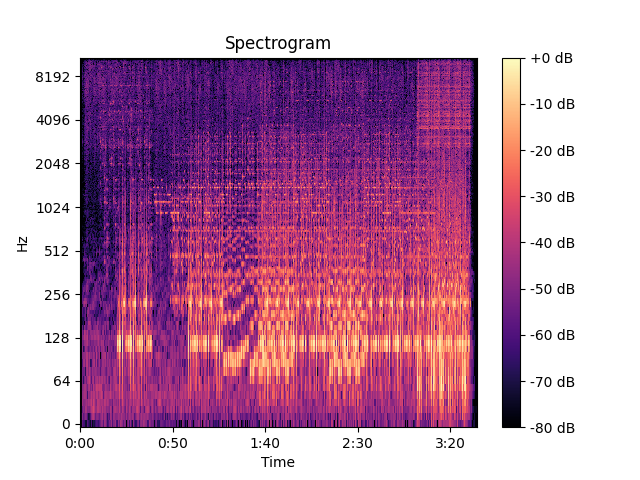 Spectrogram
8192
4096
2048
1024
512
256
128
64
0
Hz
0:00
0:50
1:40
2:30
3:20
Time
+0 dB
-10 dB
-20 dB
-30 dB
-40 dB
-50 dB
-60 dB
-70 dB
-80 dB